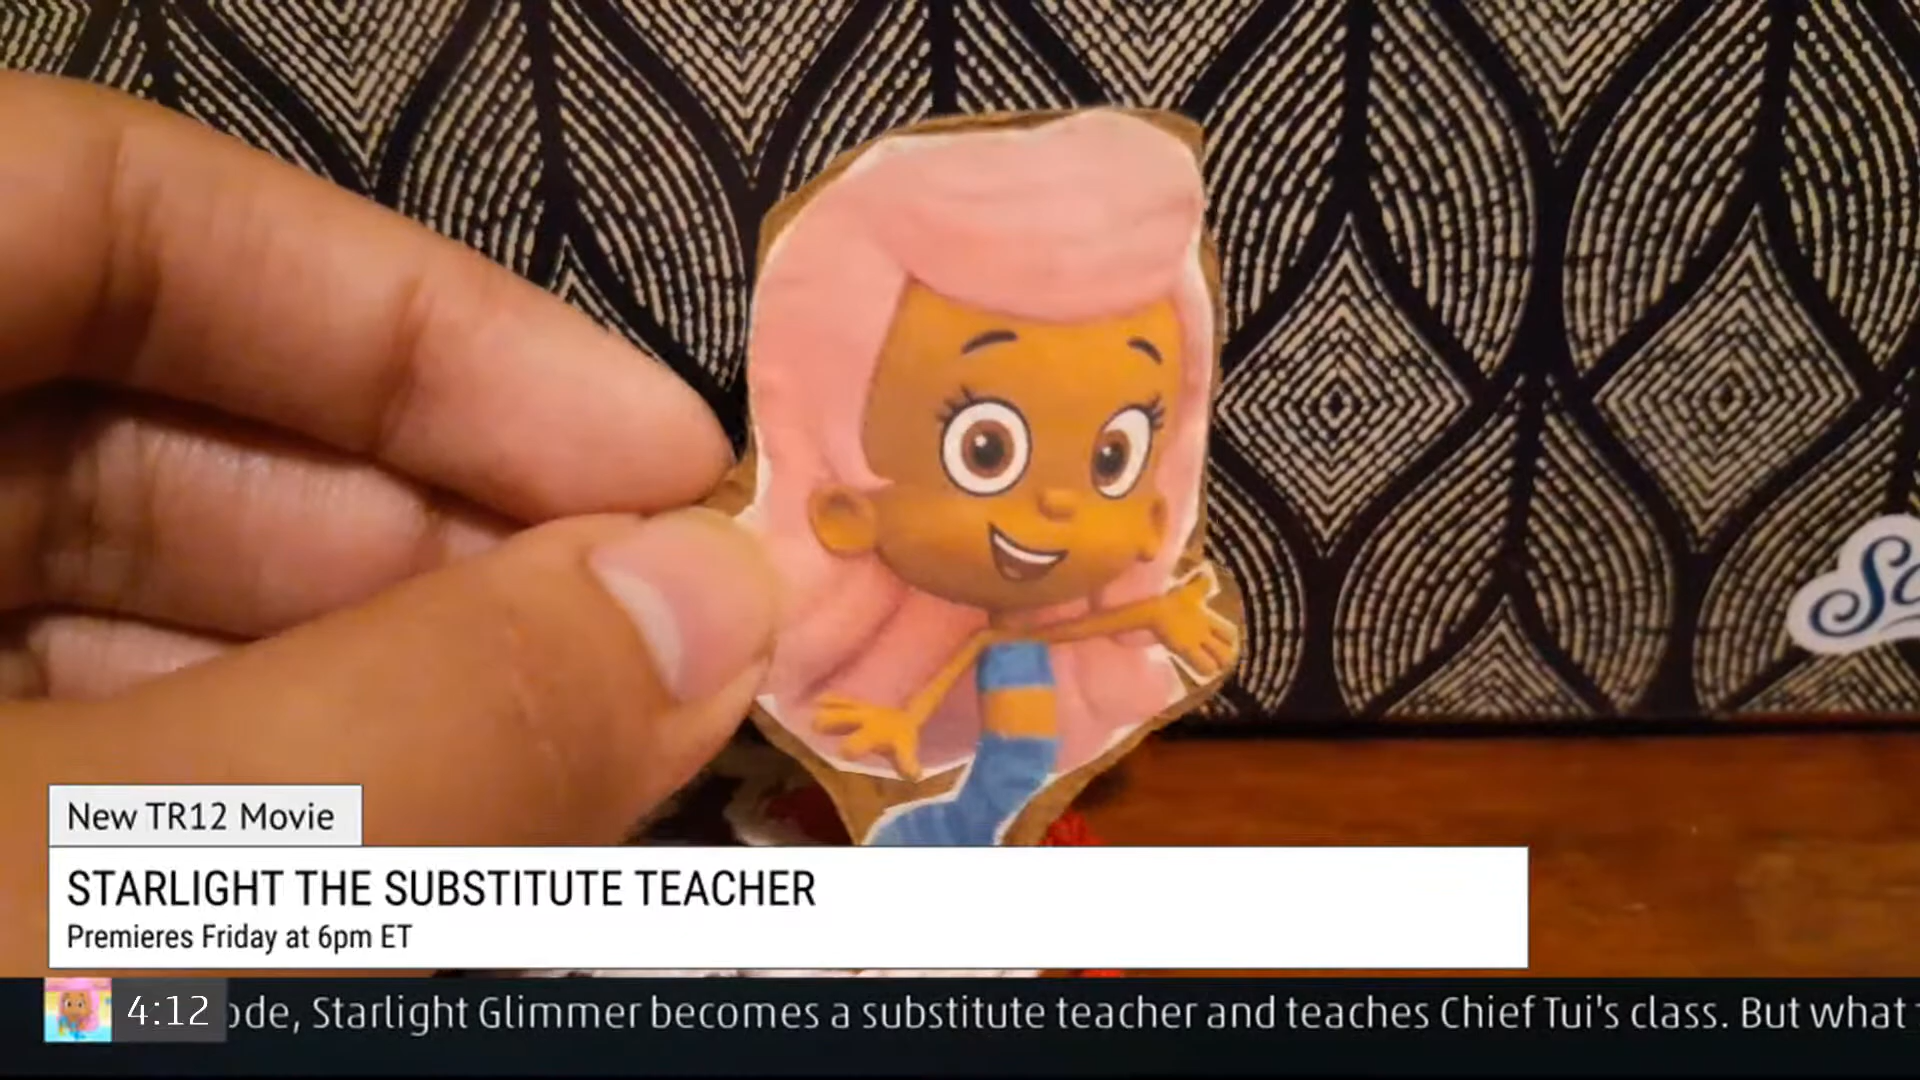 New TR12 Movie
STARLIGHT THE SUBSTITUTE TEACHER
Premieres Friday at 6pm ET
4:12 ode, Starlight Glimmer becomes a substitute teacher and teaches Chief Tui's class. But what